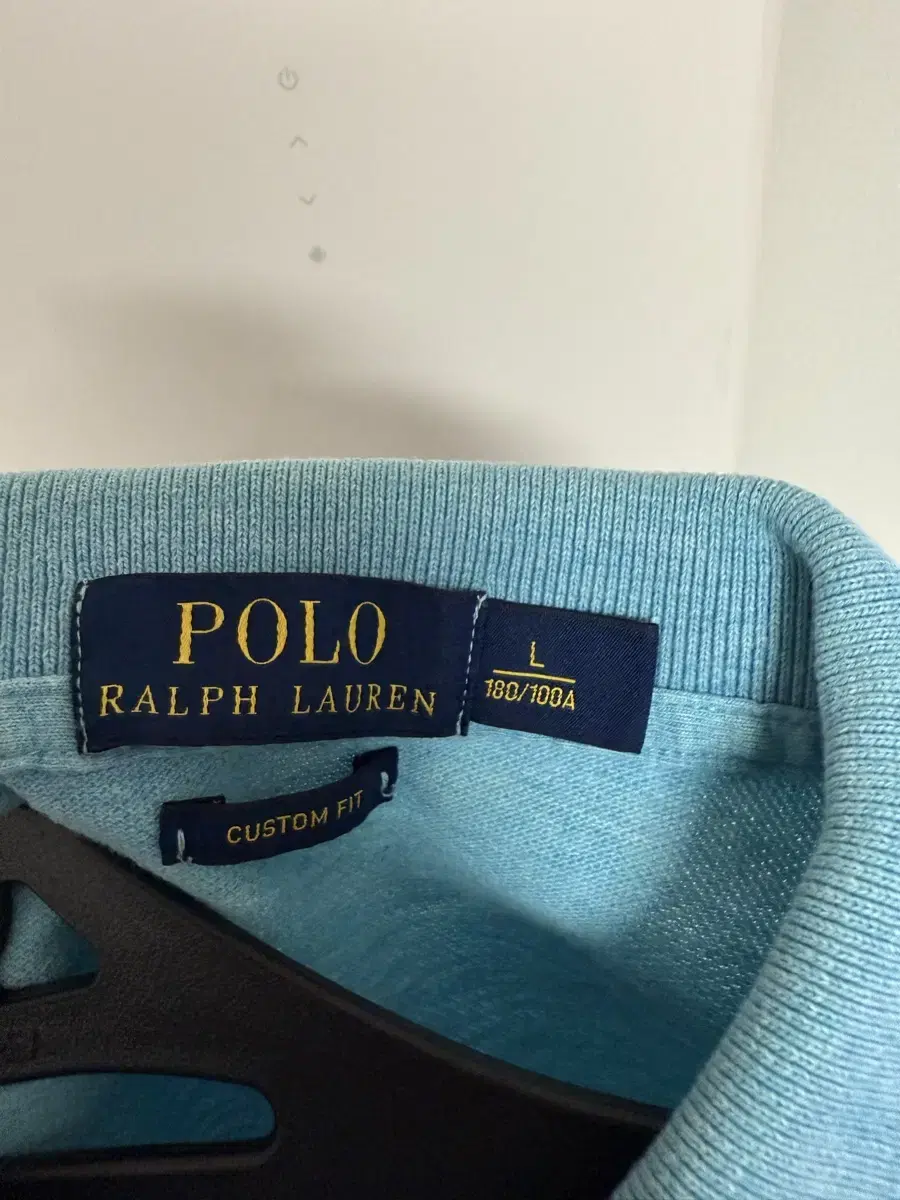 POLO
RALPH LAUREN
L
180/100A
CUSTOM FIT